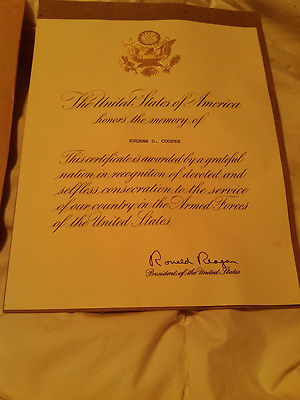 The United States of America
honors the memory of
EUGENE G. COOPER
This certificate is awarded by a grateful
nation in recognition of devoted and
selfless consecration to the service
of our country in the Armed Forces
of the United States.
Ronald Reagan
President of the United States